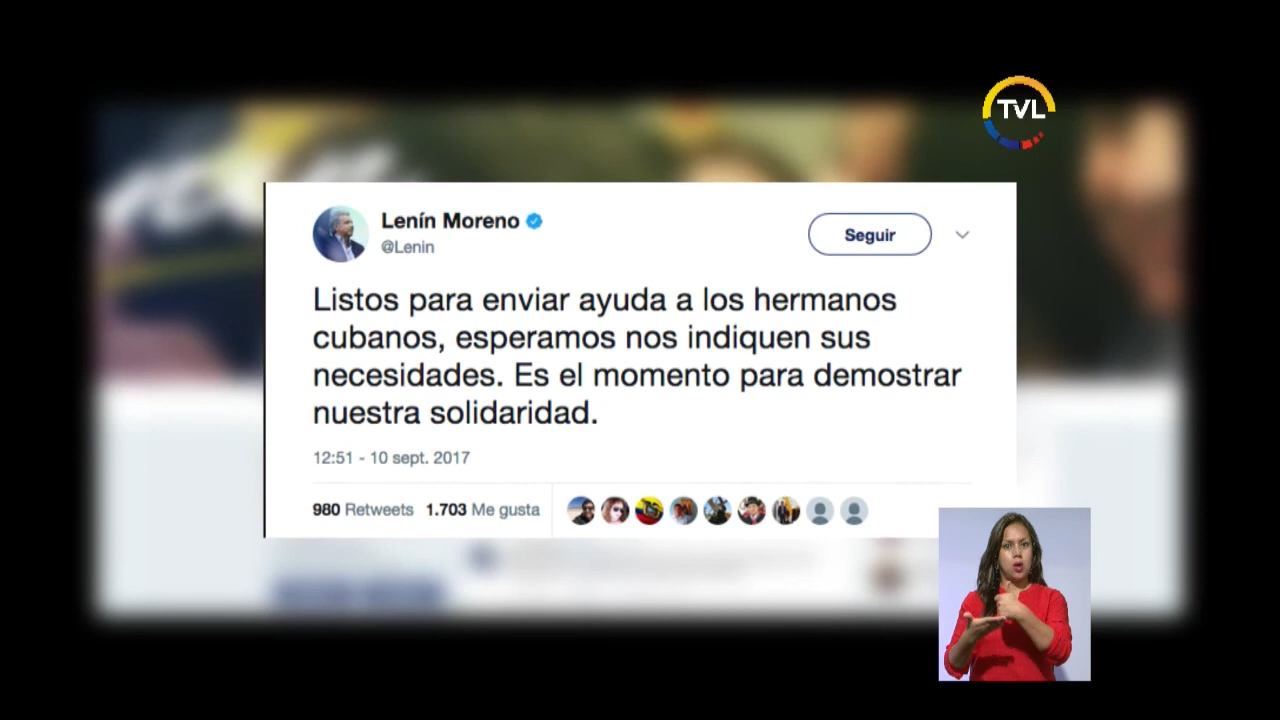 TVL
Lenín Moreno
@Lenin
Seguir
Listos para enviar ayuda a los hermanos
cubanos, esperamos nos indiquen sus
necesidades. Es el momento para demostrar
nuestra solidaridad.
12:51 - 10 sept. 2017
980 Retweets 1.703 Me gusta